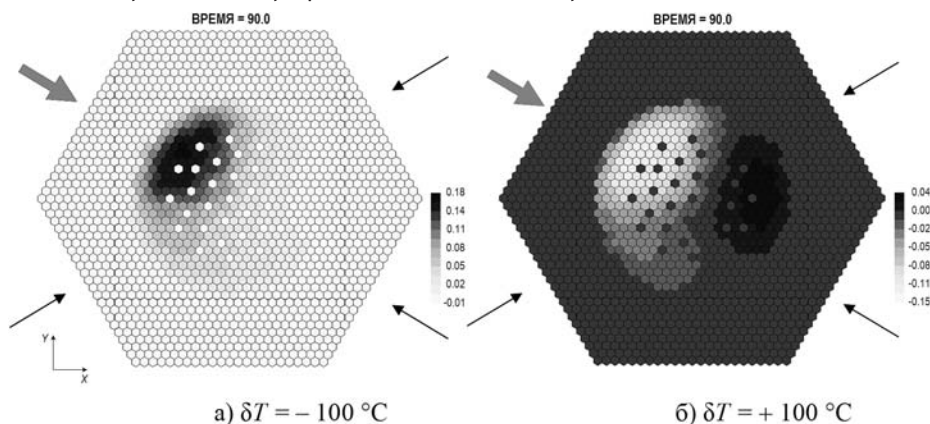 ВРЕМЯ = 90.0
ВРЕМЯ = 90.0
0.18
0.14
0.11
0.08
0.05
0.02
-0.01
0.04
0.00
-0.02
-0.05
-0.08
-0.11
-0.15
Y
X
а) δT = – 100 °C
б) δT = + 100 °C